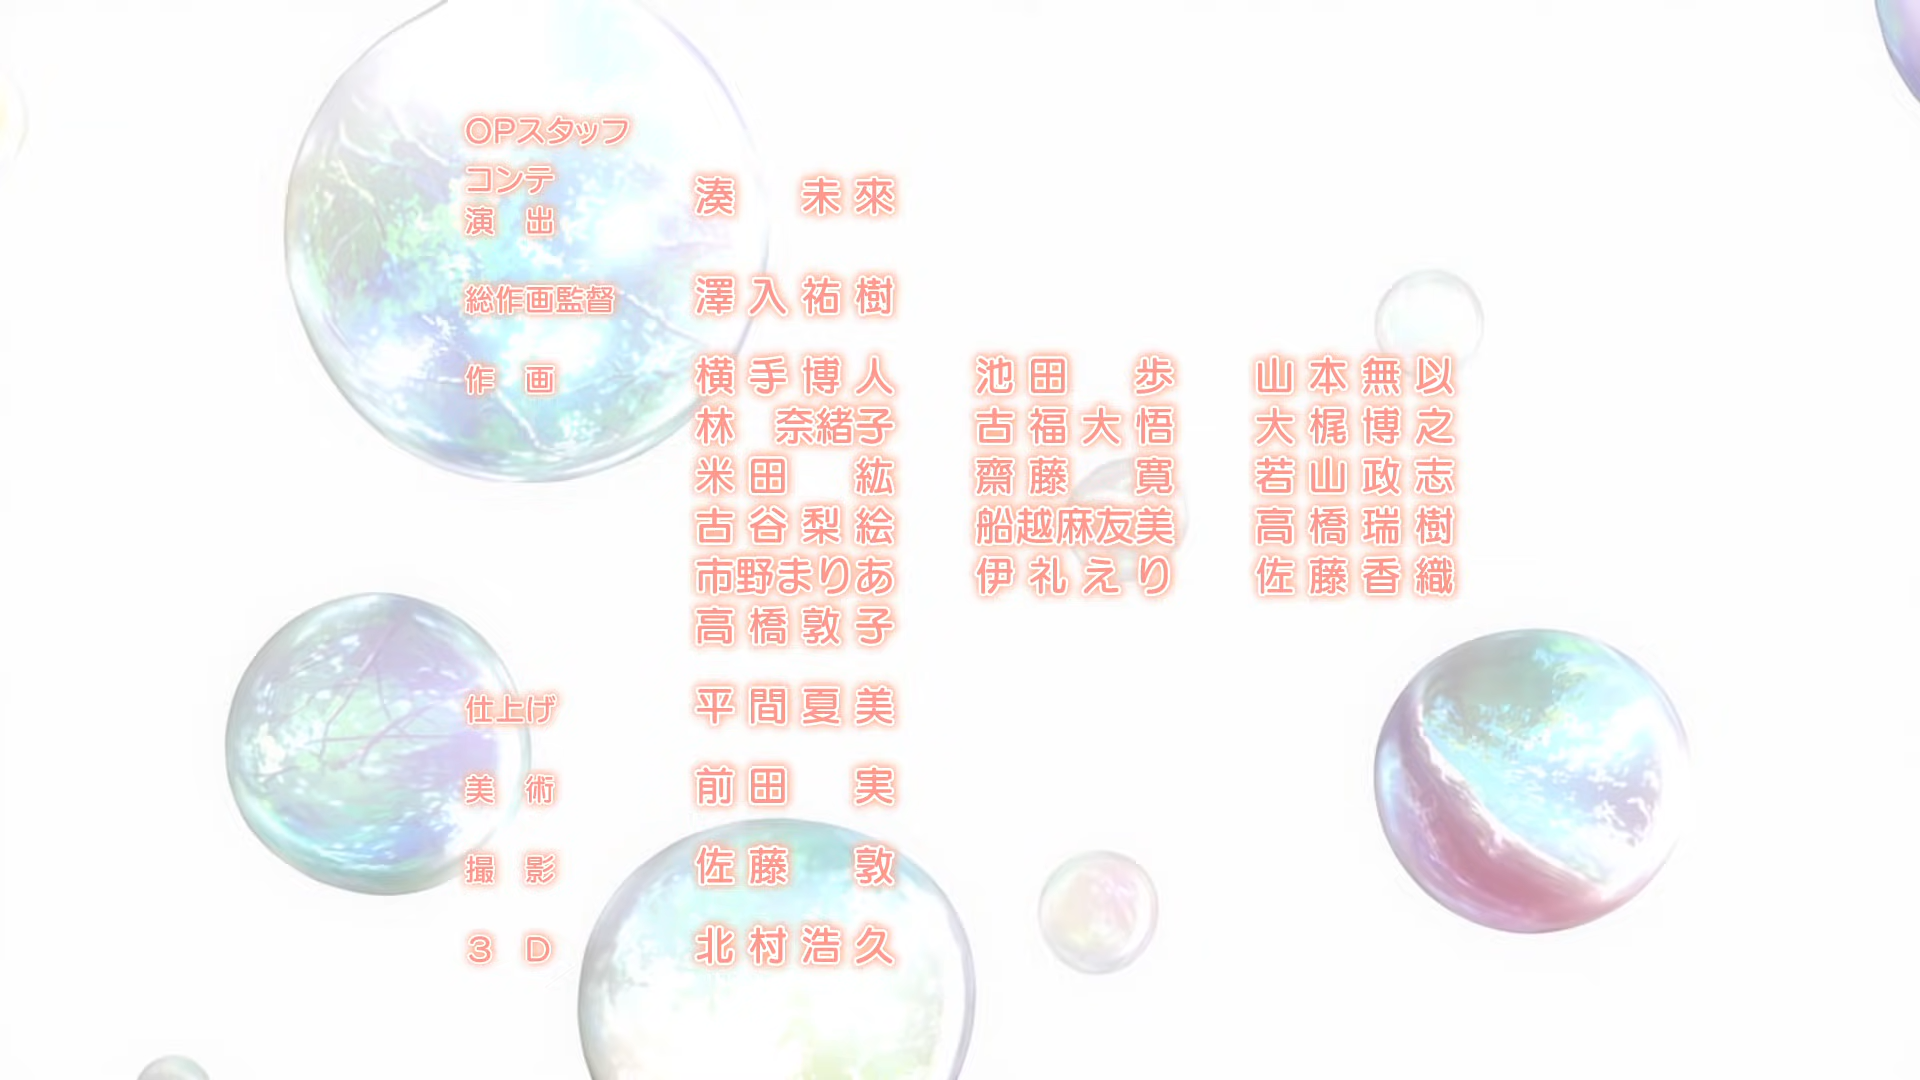 OPスタッフ
コンテ
演　出　湊　未來
総作画監督　澤入祐樹
作　画　横手博人　池田　歩　山本無以
林　奈緒子　古福大悟　大梶博之
米田　紘　齋藤　寛　若山政志
古谷梨絵　船越麻友美　高橋瑞樹
市野まりあ　伊礼えり　佐藤香織
高橋敦子
仕上げ　平間夏美
美　術　前田　実
撮　影　佐藤　敦
3　D　北村浩久